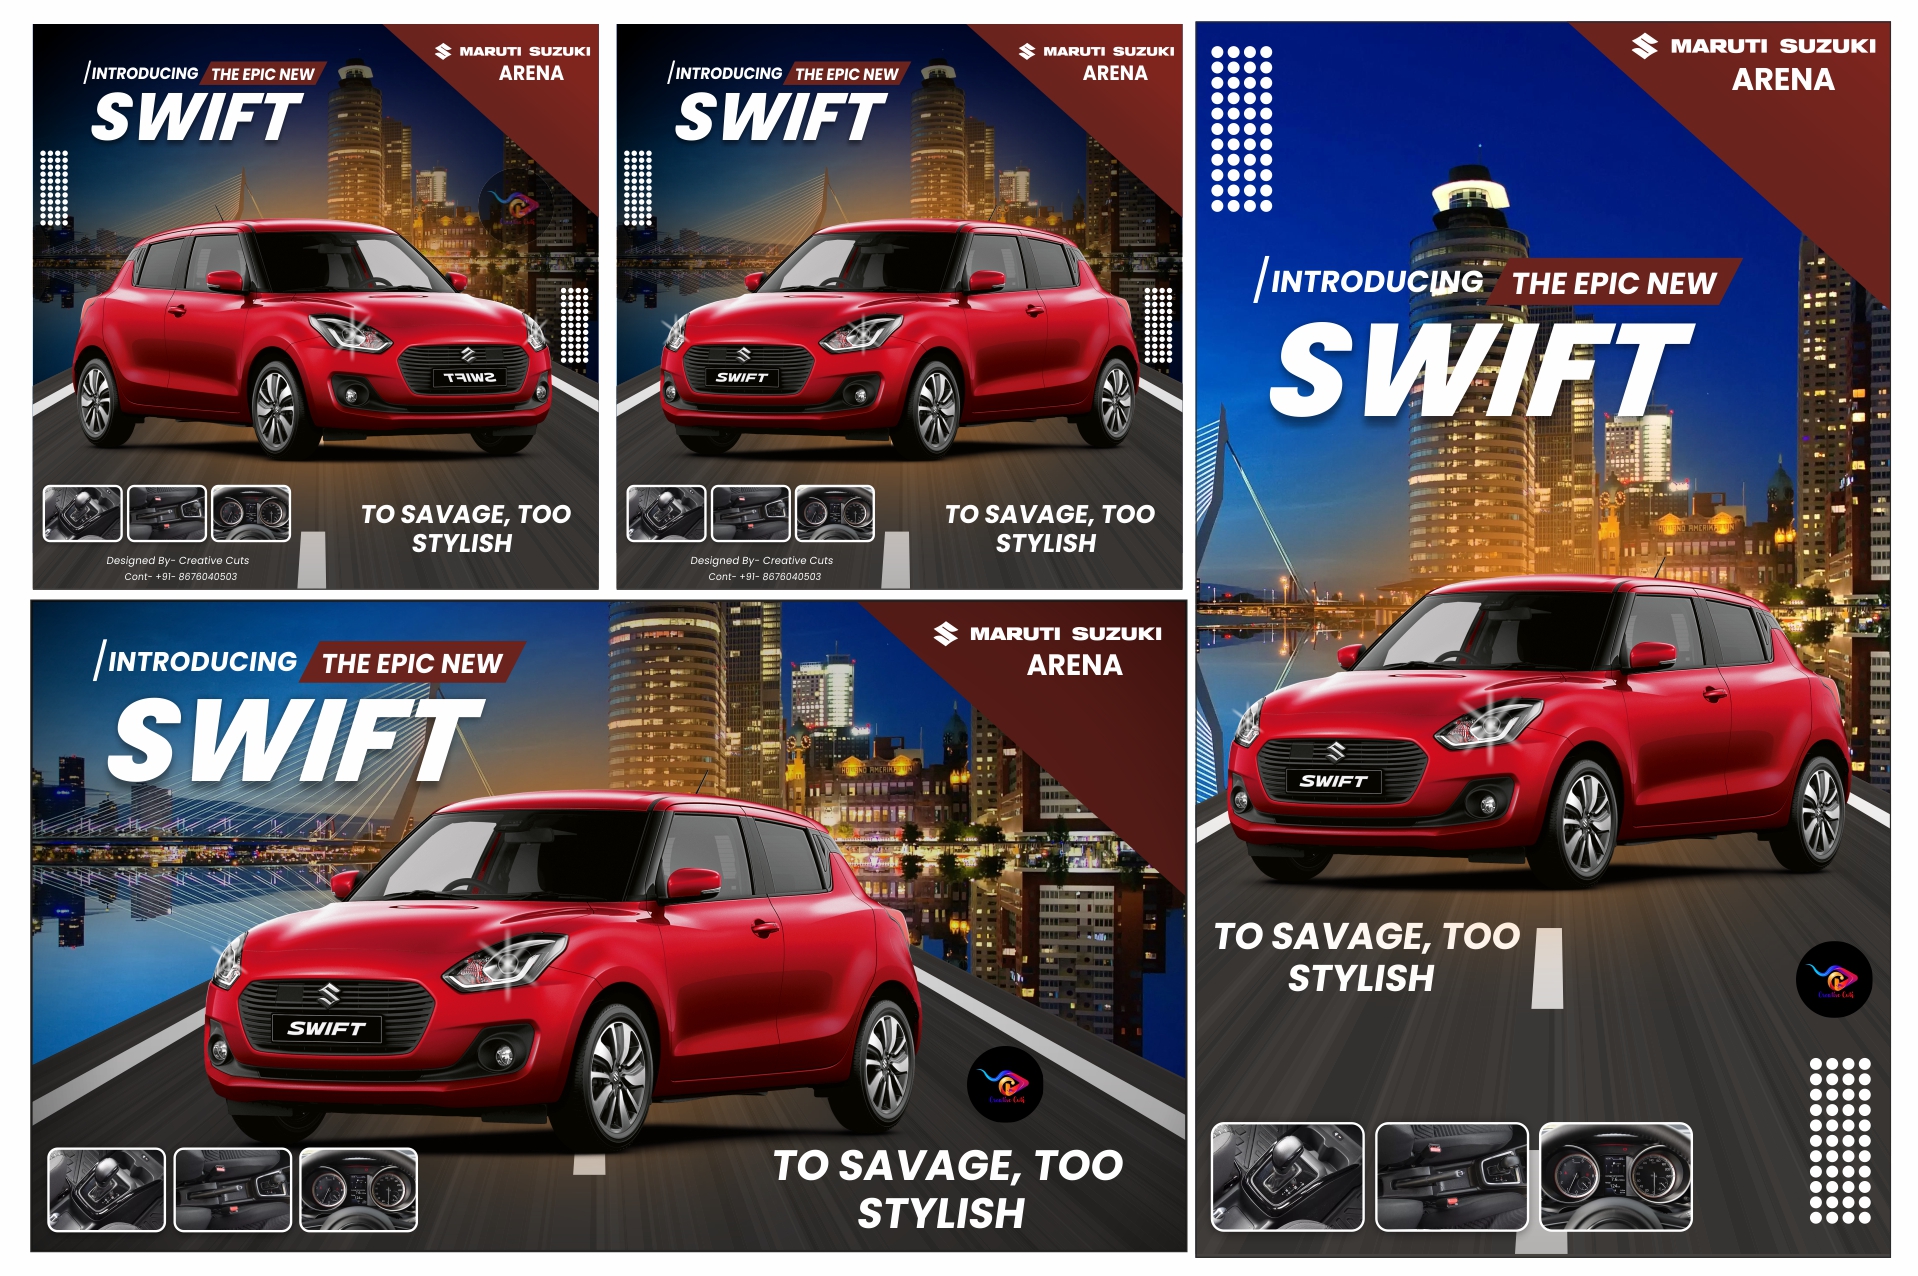 MARUTI SUZUKI
ARENA
/INTRODUCING THE EPIC NEW
SWIFT
SWIFT
TO SAVAGE, TOO
STYLISH
Designed By- Creative Cuts
Cont- +91- 8676040503
MARUTI SUZUKI
ARENA
/INTRODUCING THE EPIC NEW
SWIFT
SWIFT
TO SAVAGE, TOO
STYLISH
Designed By- Creative Cuts
Cont- +91- 8676040503
MARUTI SUZUKI
ARENA
/INTRODUCING THE EPIC NEW
SWIFT
SWIFT
TO SAVAGE, TOO
STYLISH
MARUTI SUZUKI
ARENA
/INTRODUCING THE EPIC NEW
SWIFT
SWIFT
TO SAVAGE, TOO
STYLISH